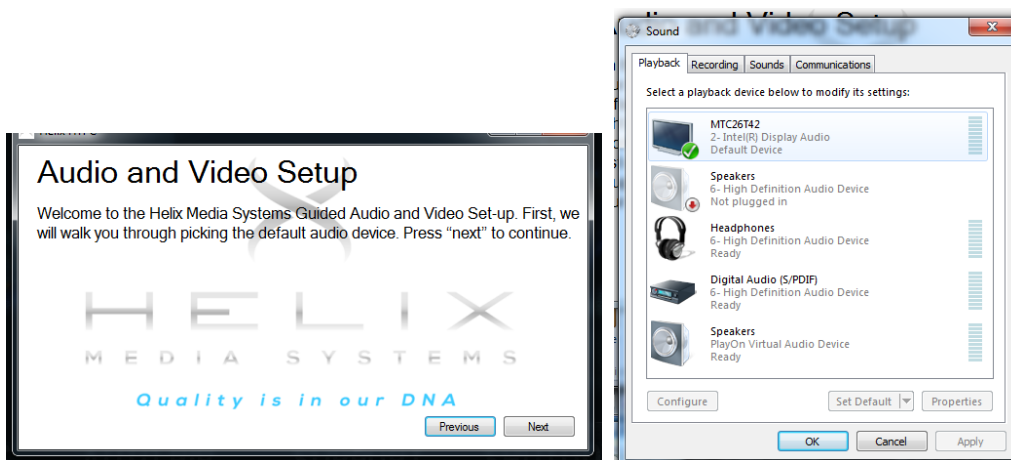 Audio and Video Setup
Welcome to the Helix Media Systems Guided Audio and Video Set-up. First, we
will walk you through picking the default audio device. Press “next” to continue.
HELIX
MEDIA SYSTEMS
Quality is in our DNA
Previous
Next
Audio and Video Setup
Sound
Playback
Recording
Sounds
Communications
Select a playback device below to modify its settings:
MTC26T42
2- Intel(R) Display Audio
Default Device
Speakers
6- High Definition Audio Device
Not plugged in
Headphones
6- High Definition Audio Device
Ready
Digital Audio (S/PDIF)
6- High Definition Audio Device
Ready
Speakers
PlayOn Virtual Audio Device
Ready
Configure
Set Default
Properties
OK
Cancel
Apply